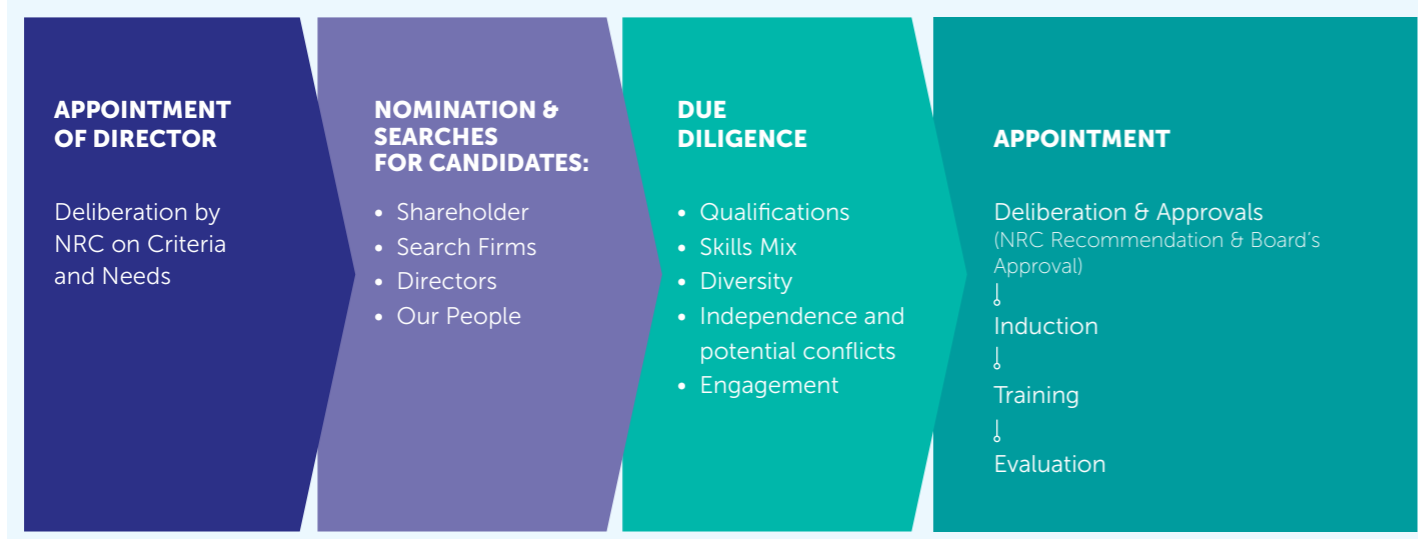 APPOINTMENT
OF DIRECTOR
Deliberation by
NRC on Criteria
and Needs
NOMINATION &
SEARCHES
FOR CANDIDATES:
• Shareholder
• Search Firms
• Directors
• Our People
DUE
DILIGENCE
• Qualifications
• Skills Mix
• Diversity
• Independence and
potential conflicts
• Engagement
APPOINTMENT
Deliberation & Approvals
(NRC Recommendation & Board's
Approval)
Induction
Training
Evaluation